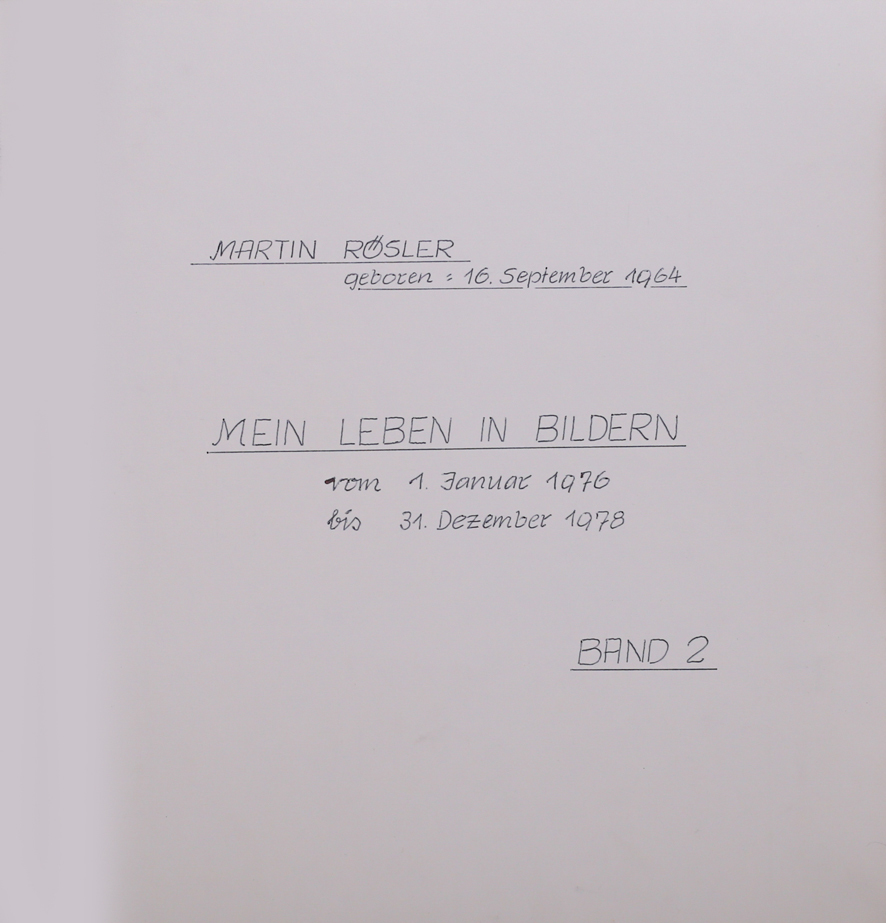 MARTIN RÖSLER
geboren : 16. September 1964
MEIN LEBEN IN BILDERN
vom 1. Januar 1976
bis 31. Dezember 1978
BAND 2